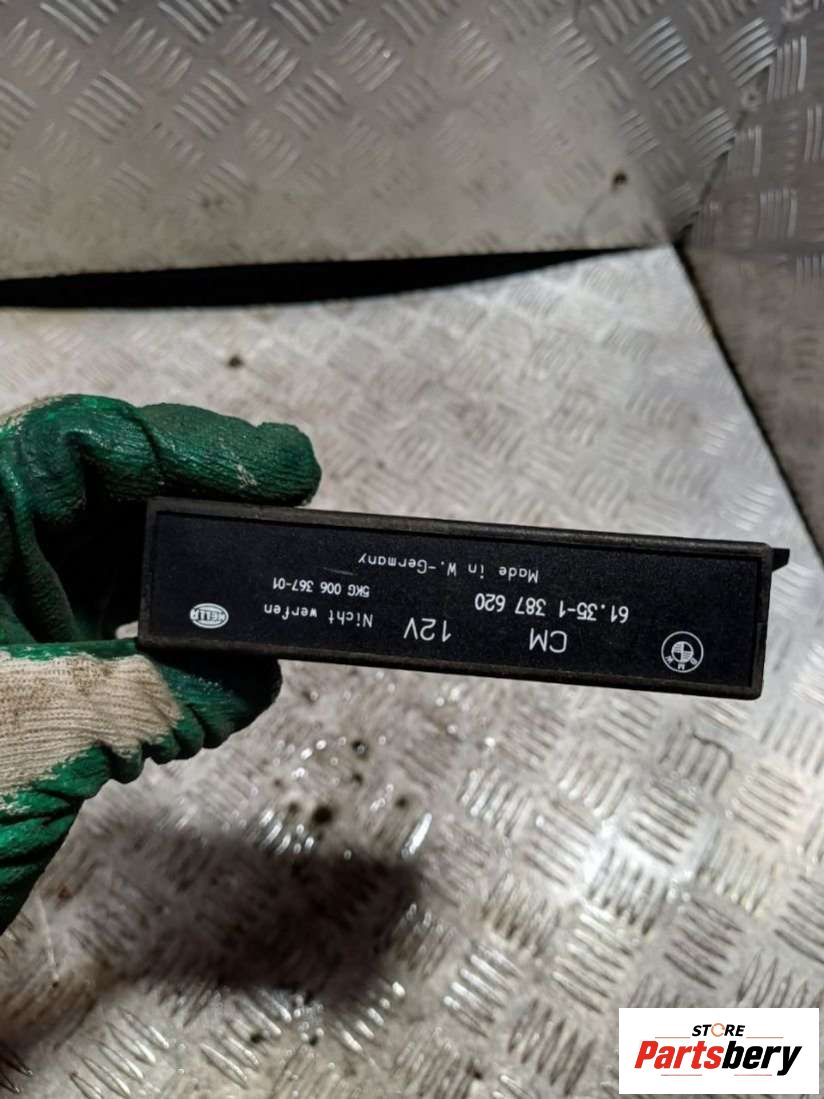 BMW
CM
12V
Nicht werfen
HELLA
61.35-1 387 620
5KG 006 367-01
Made in W.-Germany
STORE
Partsbery